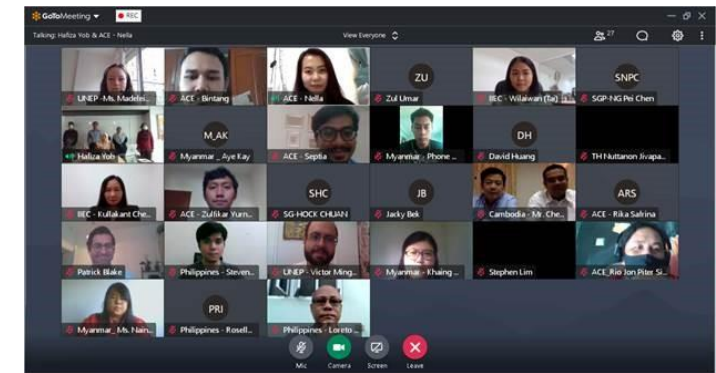 GoToMeeting
REC
Talking: Hafiza Yob & ACE - Nella
View Everyone
27
UNEP -Ms. Madelei...
ACE - Bintang
ACE - Nella
ZU
Zul Umar
IIEC - Wilaiwan (Tai)
SNPC
SGP-NG Pei Chen
Hafiza Yob
M_AK
Myanmar _ Aye Kay
ACE - Septia
Myanmar - Phone ...
DH
David Huang
TH Nuttanon Jivapa...
IIEC - Kullakant Che...
ACE - Zulfikar Yurn...
SHC
SG-HOCK CHUAN
JB
Jacky Bek
Cambodia - Mr. Che...
ARS
ACE - Rika Safrina
Patrick Blake
Philippines - Steven...
UNEP - Victor Ming...
Myanmar - Khaing ...
Stephen Lim
ACE_Rio Jon Piter Si...
Myanmar_ Ms. Nain...
PRI
Philippines - Rosell...
Philippines - Loreto ...
Mic
Camera
Screen
Leave